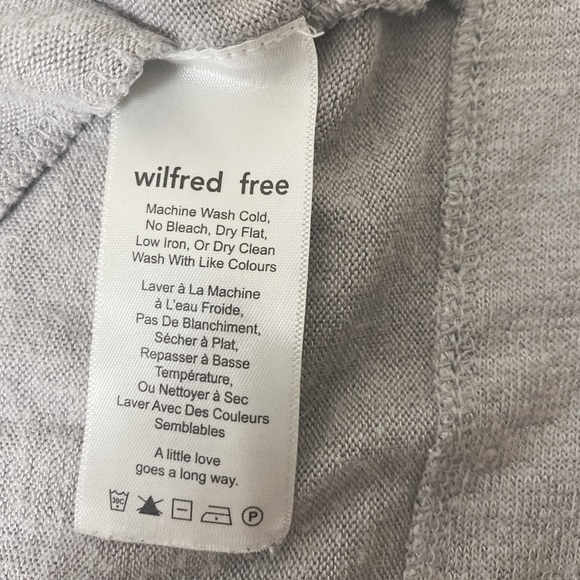 wilfred free
Machine Wash Cold,
No Bleach, Dry Flat,
Low Iron, Or Dry Clean
Wash With Like Colours
Laver à La Machine
à L'eau Froide,
Pas De Blanchiment,
Sécher à Plat,
Repasser à Basse
Température,
Ou Nettoyer à Sec
Laver Avec Des Couleurs
Semblables
A little love
goes a long way.
30C P